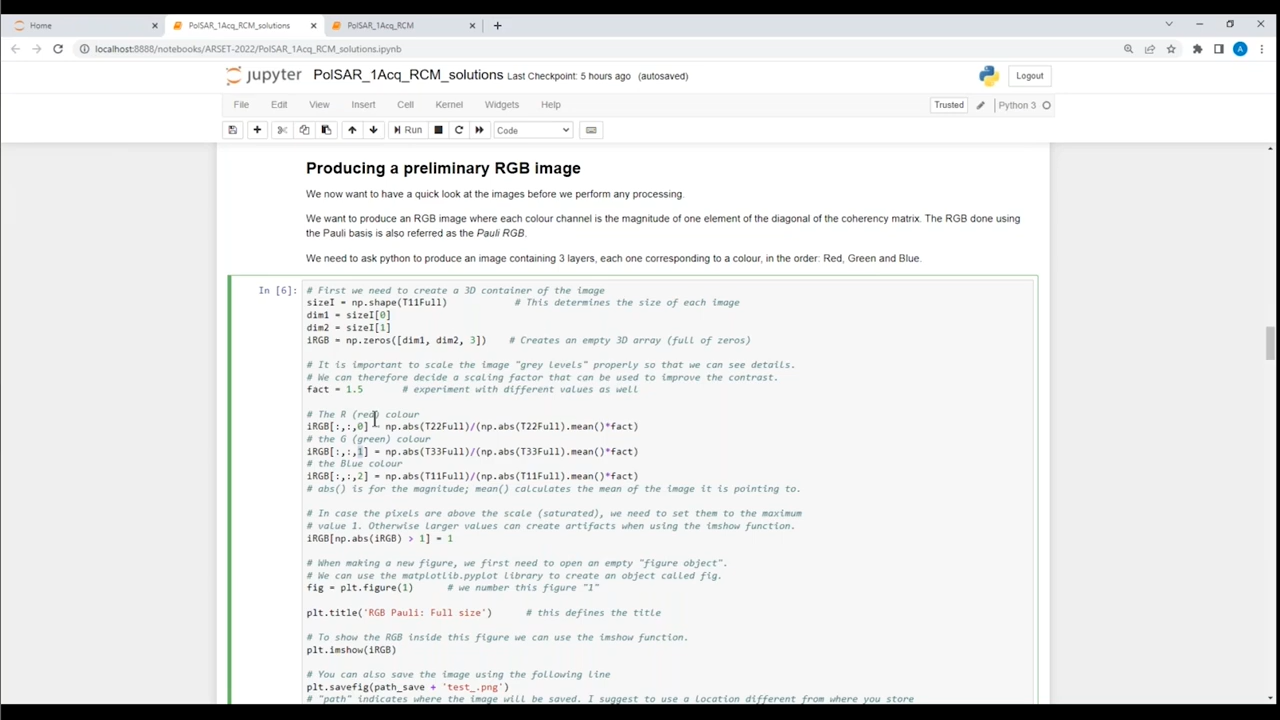 Home
PolSAR_1Acq_RCM_solutions
PolSAR_1Acq_RCM
localhost:8888/notebooks/ARSET-2022/PolSAR_1Acq_RCM_solutions.ipynb
A
jupyter PolSAR_1Acq_RCM_solutions Last Checkpoint: 5 hours ago (autosaved)
Logout
File Edit View Insert Cell Kernel Widgets Help
Trusted Python 3
Run Code
Producing a preliminary RGB image
We now want to have a quick look at the images before we perform any processing.
We want to produce an RGB image where each colour channel is the magnitude of one element of the diagonal of the coherency matrix. The RGB done using
the Pauli basis is also referred as the Pauli RGB.
We need to ask python to produce an image containing 3 layers, each one corresponding to a colour, in the order: Red, Green and Blue.
In [6]:
# First we need to create a 3D container of the image
sizeI = np.shape(T11Full) # This determines the size of each image
dim1 = sizeI[0]
dim2 = sizeI[1]
iRGB = np.zeros([dim1, dim2, 3]) # Creates an empty 3D array (full of zeros)
# It is important to scale the image "grey levels" properly so that we can see details.
# We can therefore decide a scaling factor that can be used to improve the contrast.
fact = 1.5 # experiment with different values as well
# The R (red) colour
iRGB[:,:,0] = np.abs(T22Full)/(np.abs(T22Full).mean()*fact)
# the G (green) colour
iRGB[:,:,1] = np.abs(T33Full)/(np.abs(T33Full).mean()*fact)
# the Blue colour
iRGB[:,:,2] = np.abs(T11Full)/(np.abs(T11Full).mean()*fact)
# abs() is for the magnitude; mean() calculates the mean of the image it is pointing to.
# In case the pixels are above the scale (saturated), we need to set them to the maximum
# value 1. Otherwise larger values can create artifacts when using the imshow function.
iRGB[np.abs(iRGB) > 1] = 1
# When making a new figure, we first need to open an empty "figure object".
# We can use the matplotlib.pyplot library to create an object called fig.
fig = plt.figure(1) # we number this figure "1"
plt.title('RGB Pauli: Full size') # this defines the title
# To show the RGB inside this figure we can use the imshow function.
plt.imshow(iRGB)
# You can also save the image using the following line
plt.savefig(path_save + 'test_.png')
# "path" indicates where the image will be saved. I suggest to use a location different from where you store